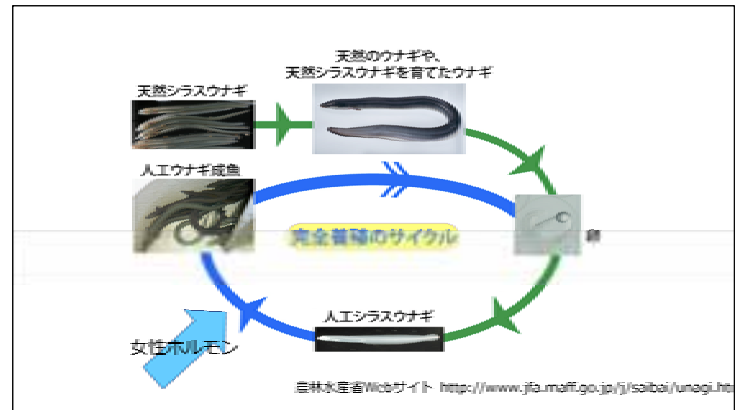 天然のウナギや、
天然シラスウナギを育てたウナギ
天然シラスウナギ
人工ウナギ成魚
完全養殖のサイクル
卵
人工シラスウナギ
女性ホルモン
農林水産省Webサイト http://www.jfa.maff.go.jp/j/saibai/unagi.htm